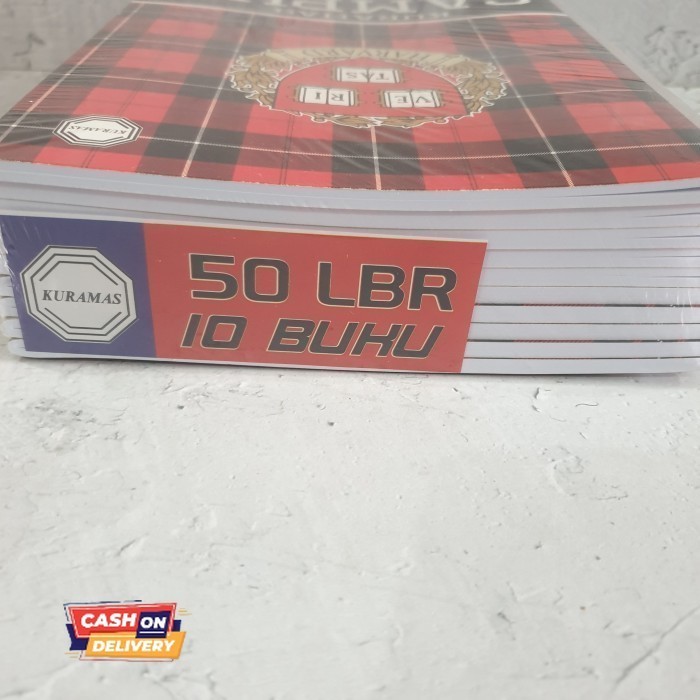 KURAMAS
TAS
VE RI
KURAMAS
50 LBR
10 BUKU
CASH ON
DELIVERY